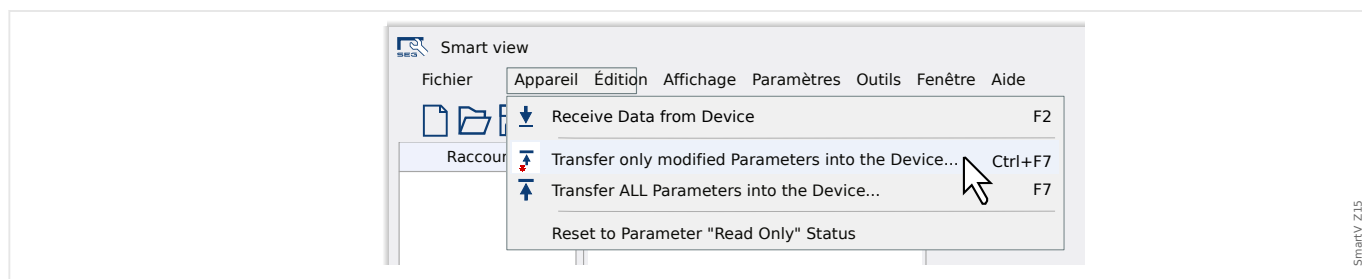 SEG Smart view
Fichier Appareil Édition Affichage Paramètres Outils Fenêtre Aide
Receive Data from Device F2
Raccour
Transfer only modified Parameters into the Device... Ctrl+F7
Transfer ALL Parameters into the Device... F7
Reset to Parameter "Read Only" Status
SmartV_Z15